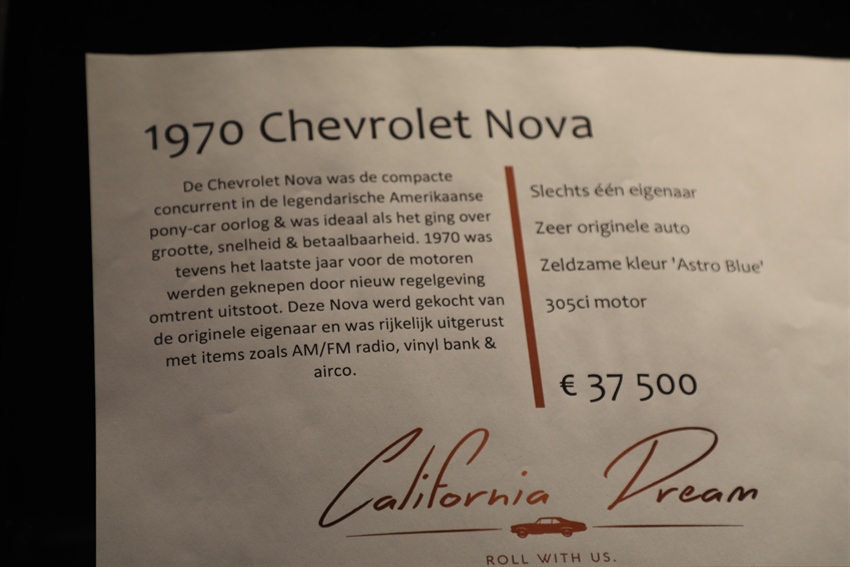 1970 Chevrolet Nova
De Chevrolet Nova was de compacte
concurrent in de legendarische Amerikaanse
pony-car oorlog & was ideaal als het ging over
grootte, snelheid & betaalbaarheid. 1970 was
tevens het laatste jaar voor de motoren
werden geknepen door nieuw regelgeving
omtrent uitstoot. Deze Nova werd gekocht van
de originele eigenaar en was rijkelijk uitgerust
met items zoals AM/FM radio, vinyl bank &
airco.
Slechts één eigenaar
Zeer originele auto
Zeldzame kleur 'Astro Blue'
305ci motor
€ 37 500
California Dream
ROLL WITH US.